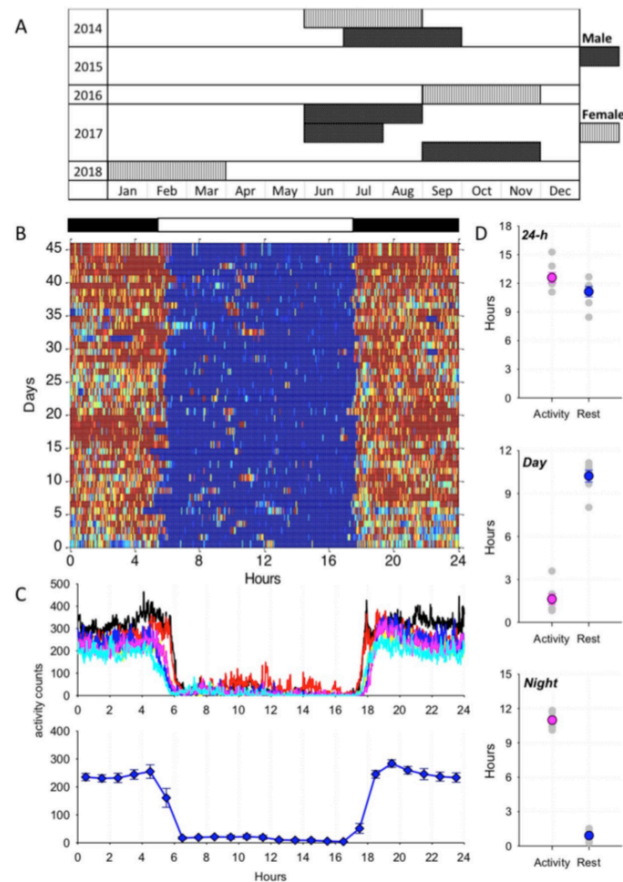 A
2014
2015
2016
2017
2018
Jan Feb Mar Apr May Jun Jul Aug Sep Oct Nov Dec
Male
Female
B
45
40
35
30
25
20
15
10
5
0
Days
0 4 8 12 16 20 24
Hours
C
500
400
300
200
100
0
0 2 4 6 8 10 12 14 16 18 20 22 24
activity counts
400
300
200
100
0
0 2 4 6 8 10 12 14 16 18 20 22 24
Hours
D
24-h
18
15
12
9
6
3
0
Hours
Activity Rest
Day
12
9
6
3
0
Hours
Activity Rest
Night
15
12
9
6
3
0
Hours
Activity Rest